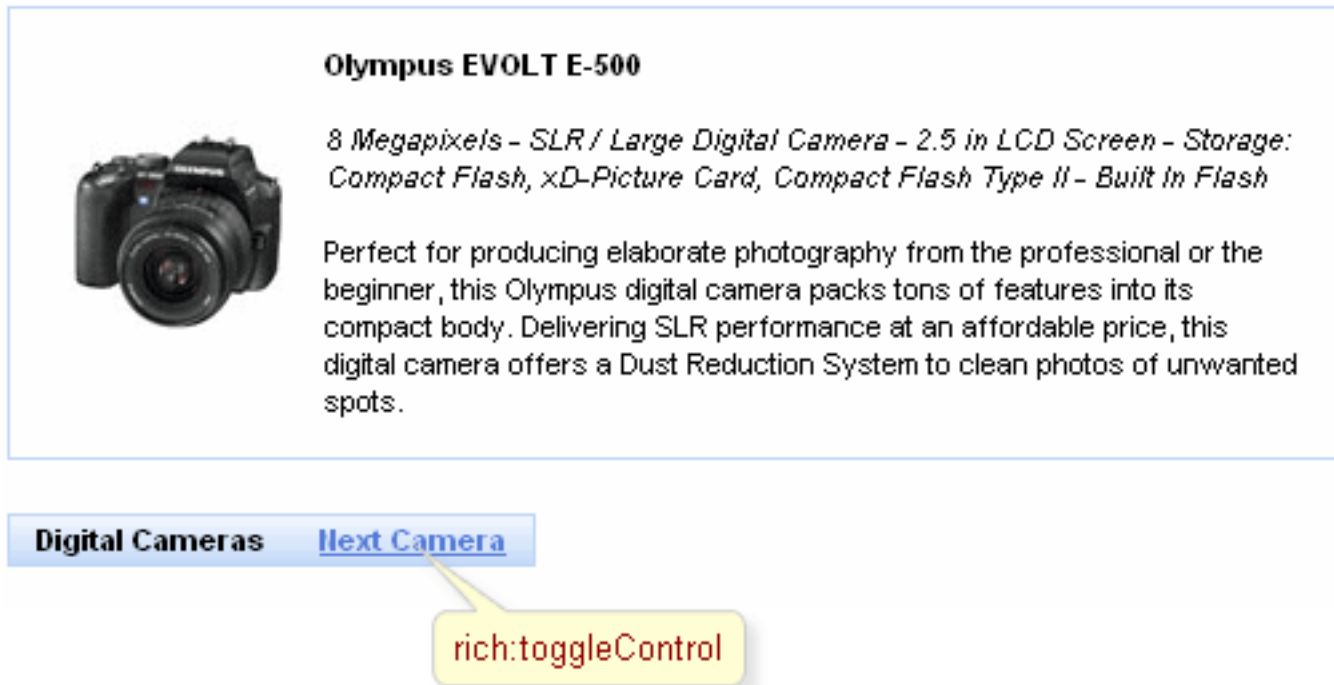 Olympus EVOLT E-500
8 Megapixels - SLR / Large Digital Camera - 2.5 in LCD Screen - Storage:
Compact Flash, xD-Picture Card, Compact Flash Type II - Built In Flash
OLYMPUS
Perfect for producing elaborate photography from the professional or the
beginner, this Olympus digital camera packs tons of features into its
compact body. Delivering SLR performance at an affordable price, this
digital camera offers a Dust Reduction System to clean photos of unwanted
spots.
Digital Cameras Next Camera
rich:toggleControl